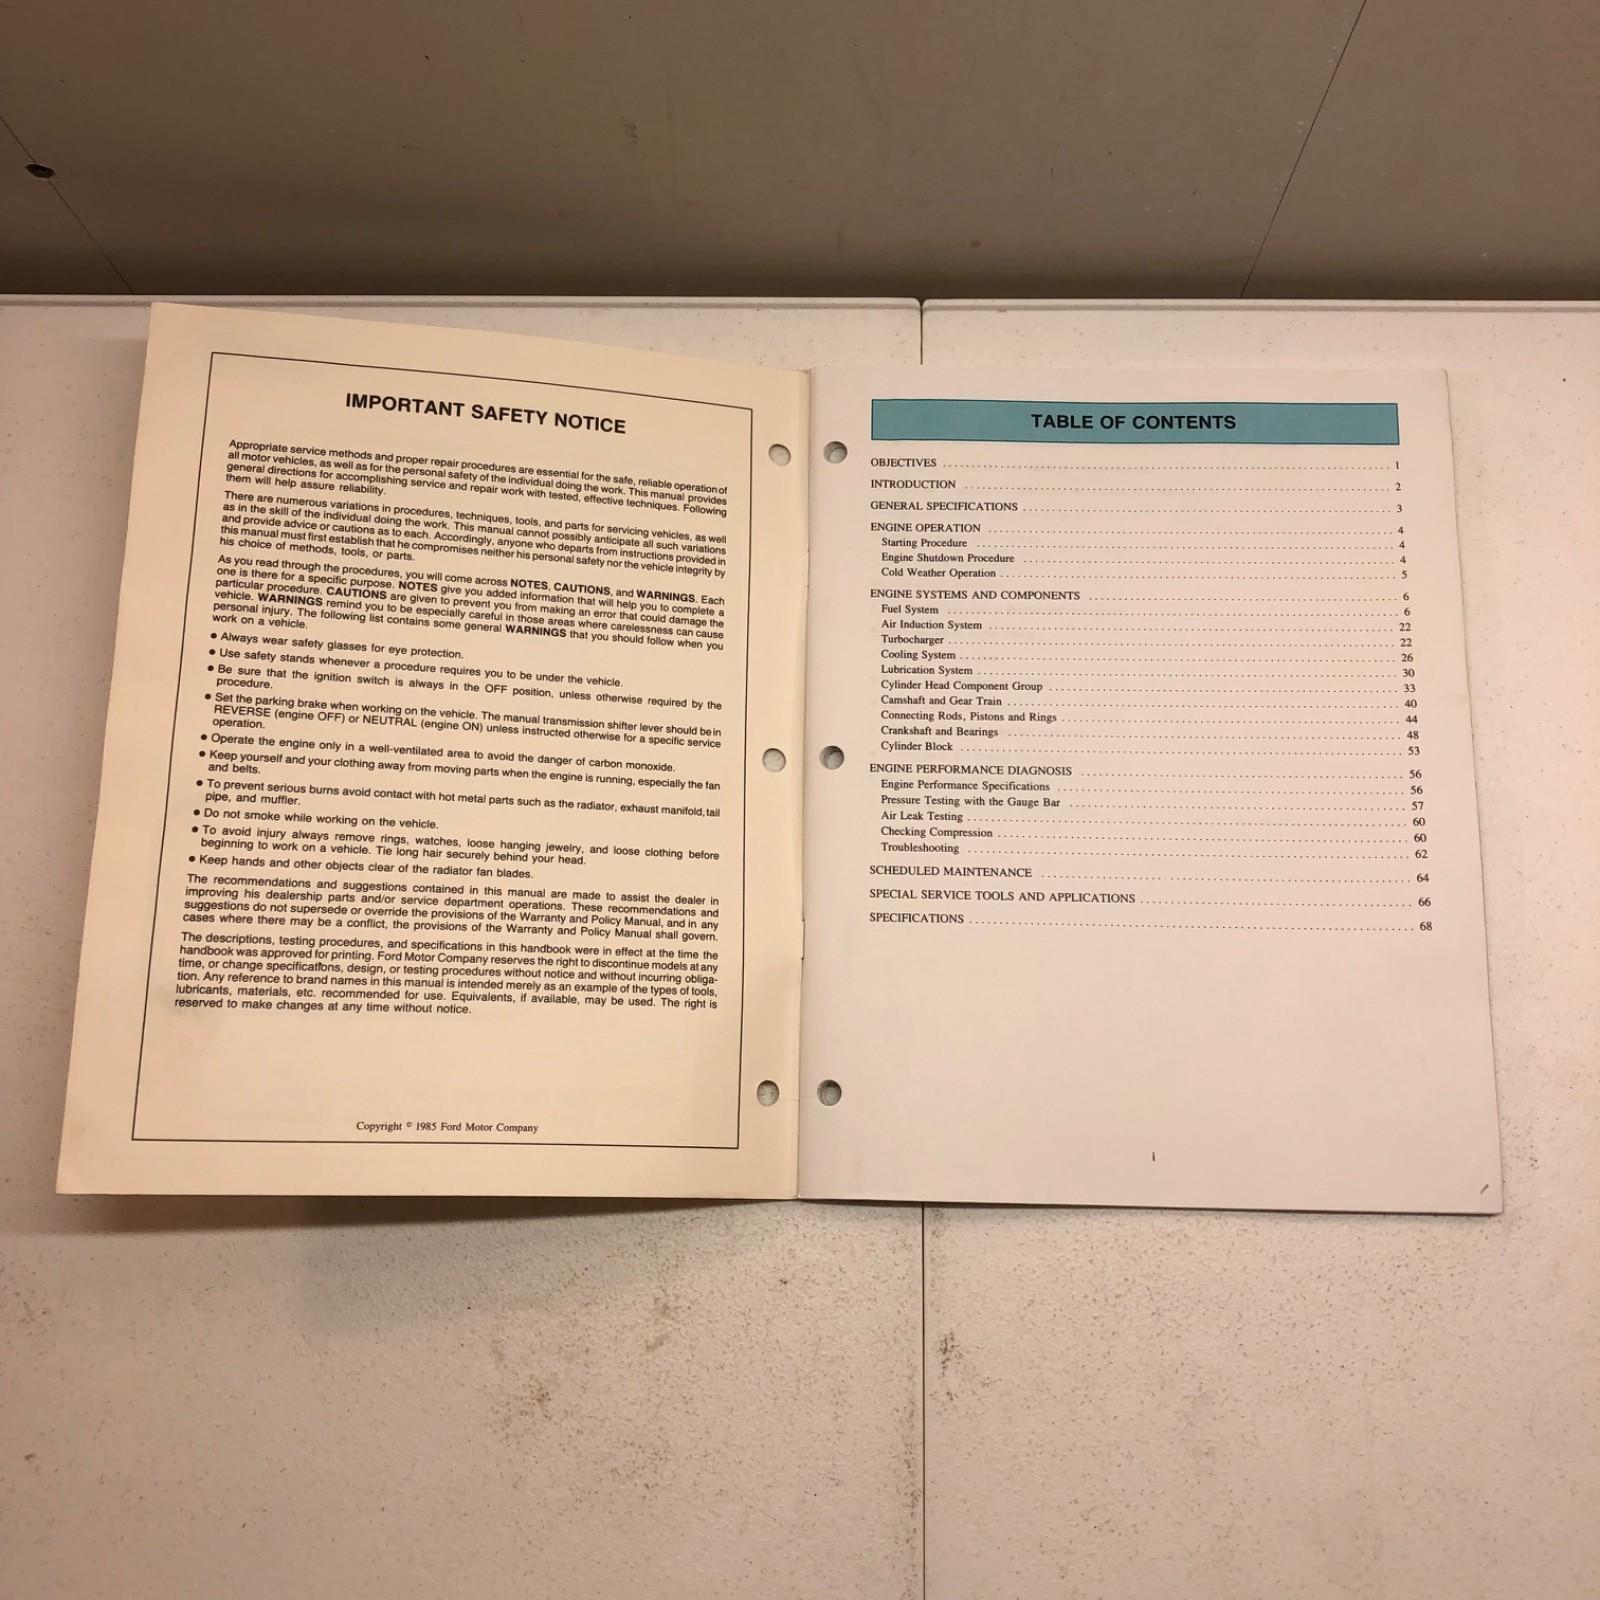 IMPORTANT SAFETY NOTICE
Appropriate service methods and proper repair procedures are essential for the safe, reliable operation of
all motor vehicles, as well as for the personal safety of the individual doing the work. This manual provides
general directions for accomplishing service and repair work with tested, effective techniques. Following
them will help assure reliability.
There are numerous variations in procedures, techniques, tools, and parts for servicing vehicles, as well
as in the skill of the individual doing the work. This manual cannot possibly anticipate all such variations
and provide advice or cautions as to each. Accordingly, anyone who departs from instructions provided in
this manual must first establish that he compromises neither his personal safety nor the vehicle integrity by
his choice of methods, tools, or parts.
As you read through the procedures, you will come across NOTES, CAUTIONS, and WARNINGS. Each
one is there for a specific purpose. NOTES give you added information that will help you to complete a
particular procedure. CAUTIONS are given to prevent you from making an error that could damage the
vehicle. WARNINGS remind you to be especially careful in those areas where carelessness can cause
personal injury. The following list contains some general WARNINGS that you should follow when you
work on a vehicle.
● Always wear safety glasses for eye protection.
● Use safety stands whenever a procedure requires you to be under the vehicle.
● Be sure that the ignition switch is always in the OFF position, unless otherwise required by the
procedure.
● Set the parking brake when working on the vehicle. The manual transmission shifter lever should be in
REVERSE (engine OFF) or NEUTRAL (engine ON) unless instructed otherwise for a specific service
operation.
● Operate the engine only in a well-ventilated area to avoid the danger of carbon monoxide.
● Keep yourself and your clothing away from moving parts when the engine is running, especially the fan
and belts.
● To prevent serious burns avoid contact with hot metal parts such as the radiator, exhaust manifold, tail
pipe, and muffler.
● Do not smoke while working on the vehicle.
● To avoid injury always remove rings, watches, loose hanging jewelry, and loose clothing before
beginning to work on a vehicle. Tie long hair securely behind your head.
● Keep hands and other objects clear of the radiator fan blades.
The recommendations and suggestions contained in this manual are made to assist the dealer in
improving his dealership parts and/or service department operations. These recommendations and
suggestions do not supersede or override the provisions of the Warranty and Policy Manual, and in any
cases where there may be a conflict, the provisions of the Warranty and Policy Manual shall govern.
The descriptions, testing procedures, and specifications in this handbook were in effect at the time the
handbook was approved for printing. Ford Motor Company reserves the right to discontinue models at any
time, or change specifications, design, or testing procedures without notice and without incurring obliga-
tion. Any reference to brand names in this manual is intended merely as an example of the types of tools,
lubricants, materials, etc. recommended for use. Equivalents, if available, may be used. The right is
reserved to make changes at any time without notice.
Copyright © 1985 Ford Motor Company
TABLE OF CONTENTS
OBJECTIVES 1
INTRODUCTION 2
GENERAL SPECIFICATIONS 3
ENGINE OPERATION 4
Starting Procedure 4
Engine Shutdown Procedure 4
Cold Weather Operation 5
ENGINE SYSTEMS AND COMPONENTS 6
Fuel System 6
Air Induction System 22
Turbocharger 22
Cooling System 26
Lubrication System 30
Cylinder Head Component Group 33
Camshaft and Gear Train 40
Connecting Rods, Pistons and Rings 44
Crankshaft and Bearings 48
Cylinder Block 53
ENGINE PERFORMANCE DIAGNOSIS 56
Engine Performance Specifications 56
Pressure Testing with the Gauge Bar 57
Air Leak Testing 60
Checking Compression 60
Troubleshooting 62
SCHEDULED MAINTENANCE 64
SPECIAL SERVICE TOOLS AND APPLICATIONS 66
SPECIFICATIONS 68